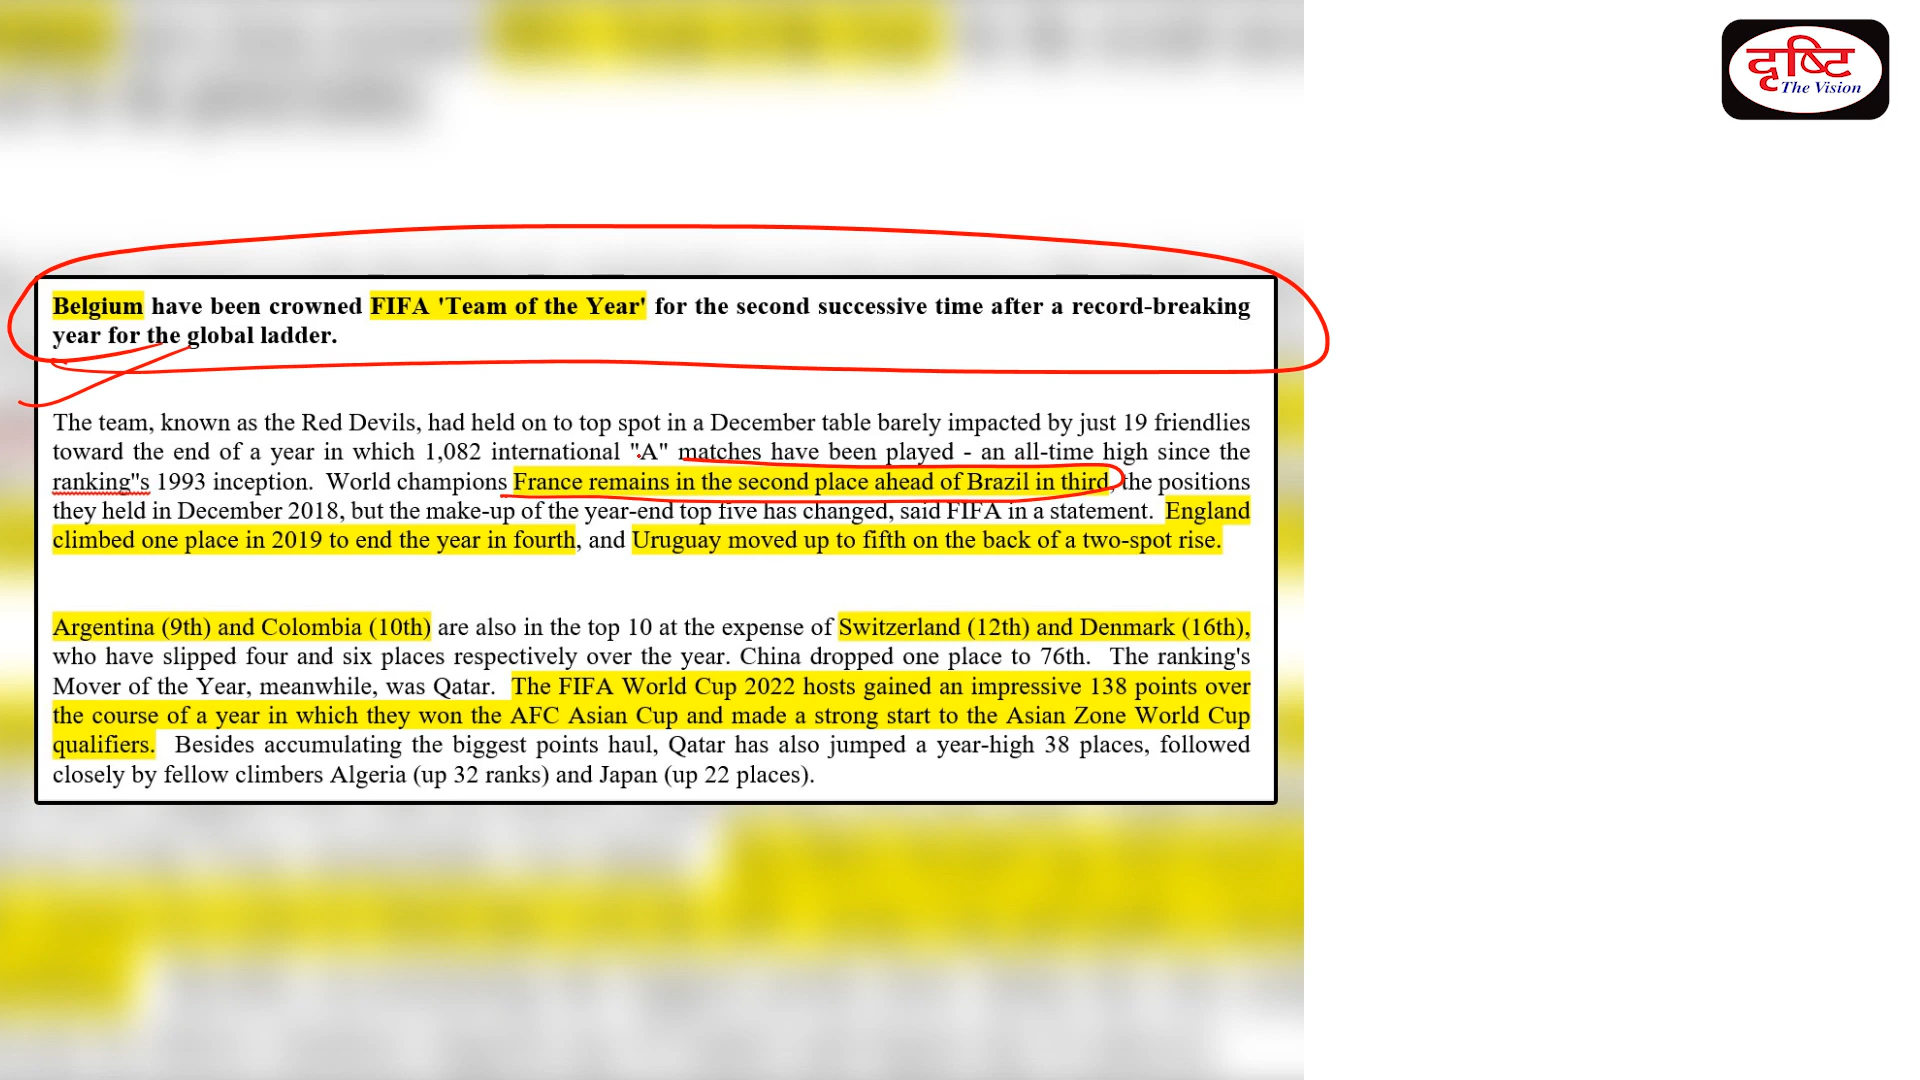 दृष्टि
The Vision
Belgium have been crowned FIFA 'Team of the Year' for the second successive time after a record-breaking
year for the global ladder.
The team, known as the Red Devils, had held on to top spot in a December table barely impacted by just 19 friendlies
toward the end of a year in which 1,082 international "A" matches have been played - an all-time high since the
ranking"s 1993 inception. World champions France remains in the second place ahead of Brazil in third, the positions
they held in December 2018, but the make-up of the year-end top five has changed, said FIFA in a statement. England
climbed one place in 2019 to end the year in fourth, and Uruguay moved up to fifth on the back of a two-spot rise.
Argentina (9th) and Colombia (10th) are also in the top 10 at the expense of Switzerland (12th) and Denmark (16th),
who have slipped four and six places respectively over the year. China dropped one place to 76th. The ranking's
Mover of the Year, meanwhile, was Qatar. The FIFA World Cup 2022 hosts gained an impressive 138 points over
the course of a year in which they won the AFC Asian Cup and made a strong start to the Asian Zone World Cup
qualifiers. Besides accumulating the biggest points haul, Qatar has also jumped a year-high 38 places, followed
closely by fellow climbers Algeria (up 32 ranks) and Japan (up 22 places).